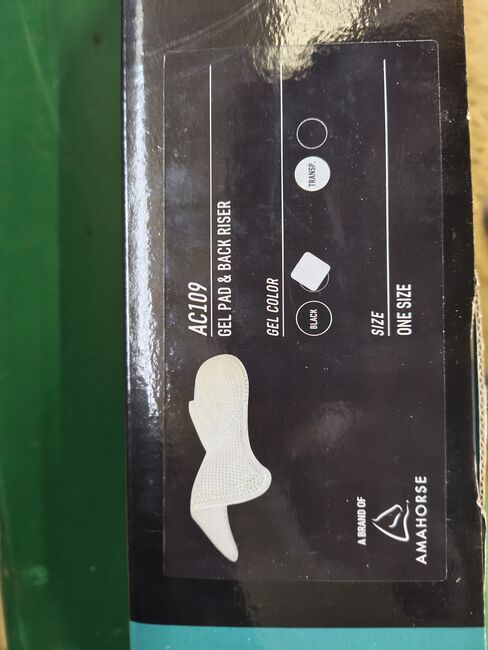 AC109
GEL PAD & BACK RISER
GEL COLOR
BLACK
TRANSP.
SIZE
ONE SIZE
A BRAND OF
AMAHORSE